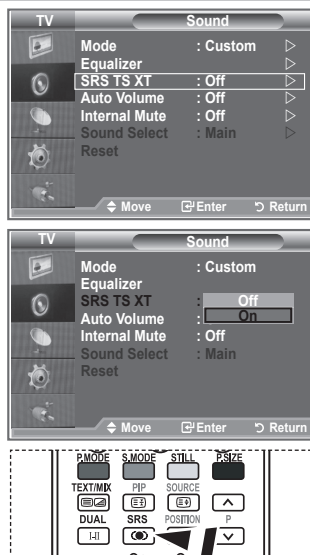 TV Sound
Mode : Custom
Equalizer
SRS TS XT : Off
Auto Volume : Off
Internal Mute : Off
Sound Select : Main
Reset
Move Enter Return
TV Sound
Mode : Custom
Equalizer
SRS TS XT : Off
On
Auto Volume :
Internal Mute : Off
Sound Select : Main
Reset
Move Enter Return
P.MODE S.MODE STILL P.SIZE
TEXT/MIX PIP SOURCE
DUAL SRS POSITION P
I-II